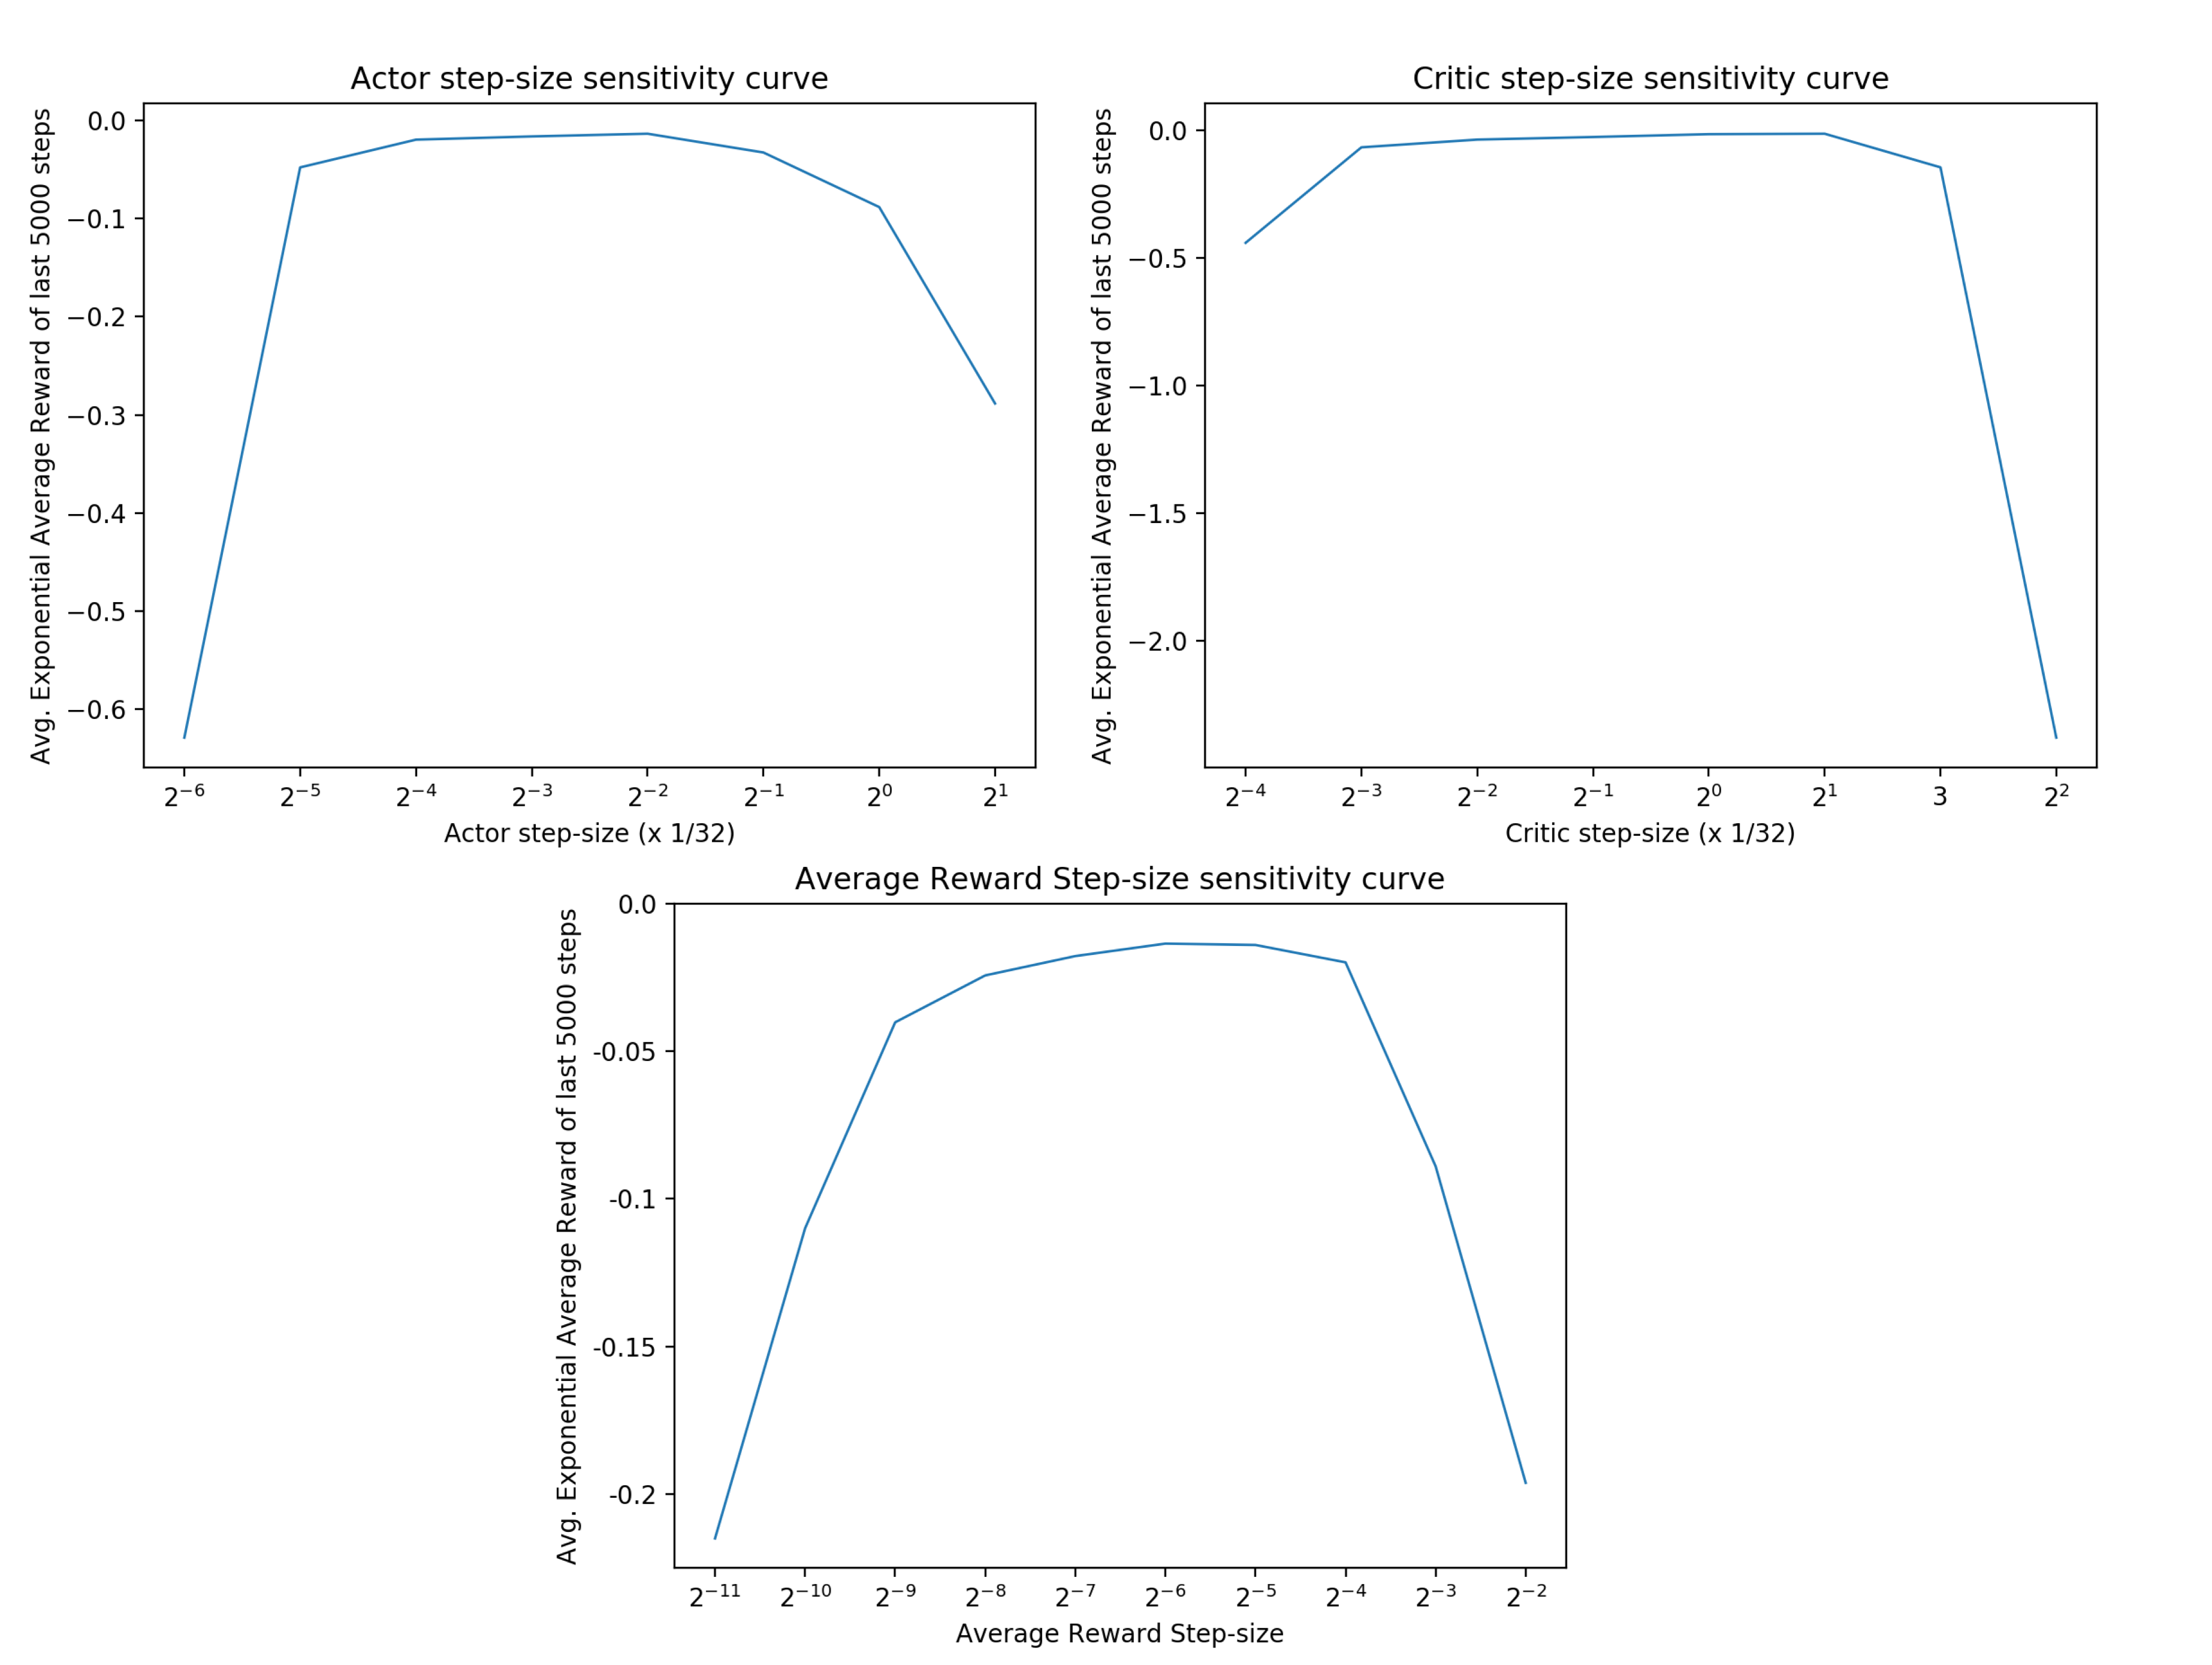 Actor step-size sensitivity curve
Avg. Exponential Average Reward of last 5000 steps
0.0
−0.1
−0.2
−0.3
−0.4
−0.5
−0.6
2⁻⁶ 2⁻⁵ 2⁻⁴ 2⁻³ 2⁻² 2⁻¹ 2⁰ 2¹
Actor step-size (x 1/32)
Critic step-size sensitivity curve
Avg. Exponential Average Reward of last 5000 steps
0.0
−0.5
−1.0
−1.5
−2.0
2⁻⁴ 2⁻³ 2⁻² 2⁻¹ 2⁰ 2¹ 3 2²
Critic step-size (x 1/32)
Average Reward Step-size sensitivity curve
Avg. Exponential Average Reward of last 5000 steps
0.0
-0.05
-0.1
-0.15
-0.2
2⁻¹¹ 2⁻¹⁰ 2⁻⁹ 2⁻⁸ 2⁻⁷ 2⁻⁶ 2⁻⁵ 2⁻⁴ 2⁻³ 2⁻²
Average Reward Step-size